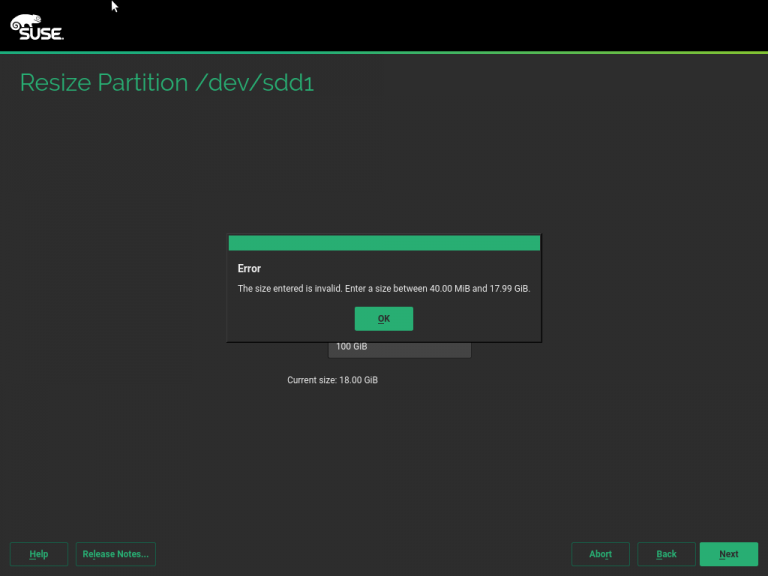 SUSE
Resize Partition /dev/sdd1
Error
The size entered is invalid. Enter a size between 40.00 MiB and 17.99 GiB.
OK
100 GiB
Current size: 18.00 GiB
Help
Release Notes...
Abort
Back
Next